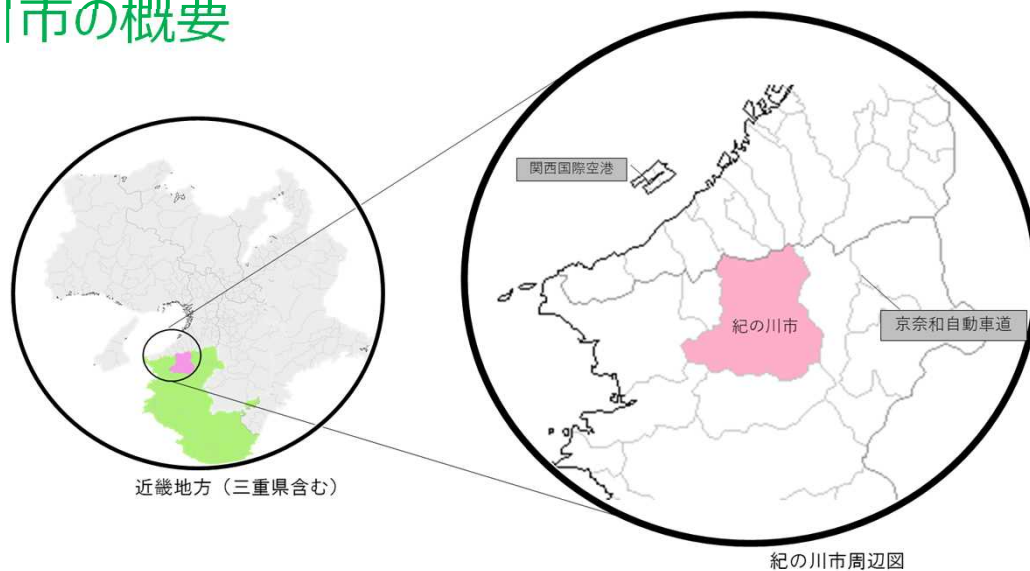 川市の概要
関西国際空港
紀の川市
京奈和自動車道
近畿地方（三重県含む）
紀の川市周辺図